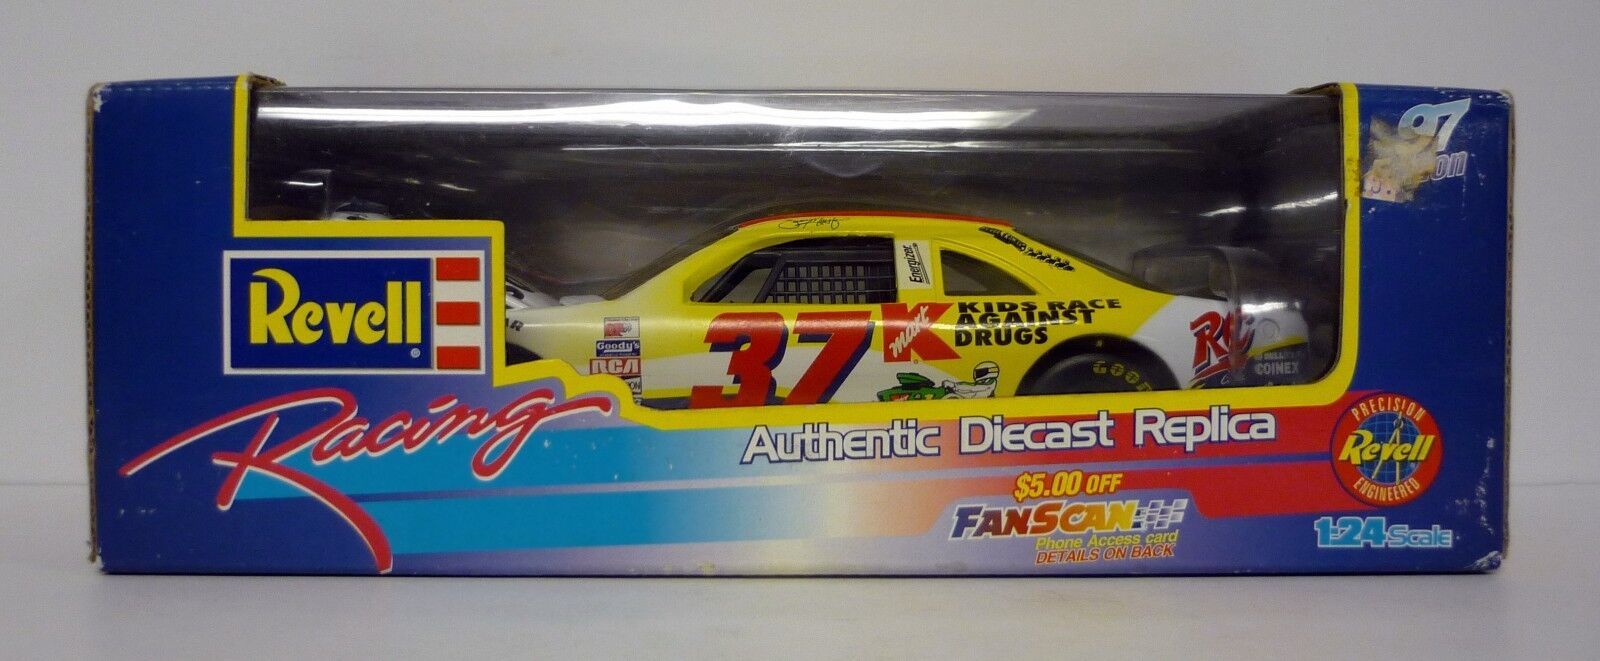 Revell
®
Racing
Authentic Diecast Replica
$5.00 OFF
FANSCAN
Phone Access card
DETAILS ON BACK
PRECISION
Revell
ENGINEERED
1:24 Scale
97
37
Kmart
KIDS RACE
AGAINST
DRUGS
Energizer
Goody's
RCA
COINEX